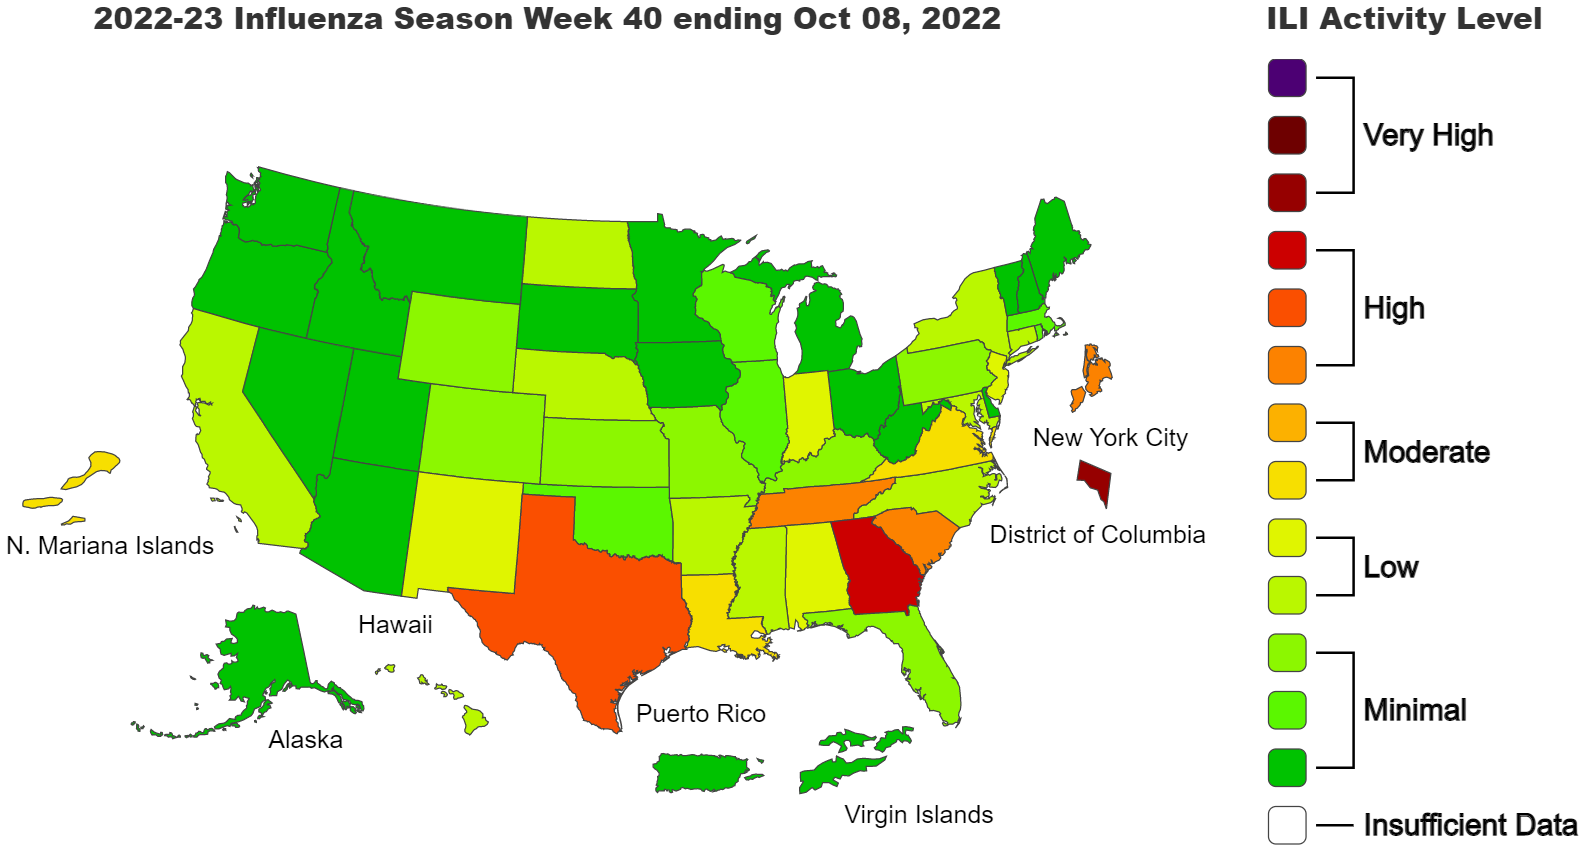 2022-23 Influenza Season Week 40 ending Oct 08, 2022
ILI Activity Level
Very High
High
Moderate
Low
Minimal
Insufficient Data
New York City
District of Columbia
N. Mariana Islands
Hawaii
Alaska
Puerto Rico
Virgin Islands